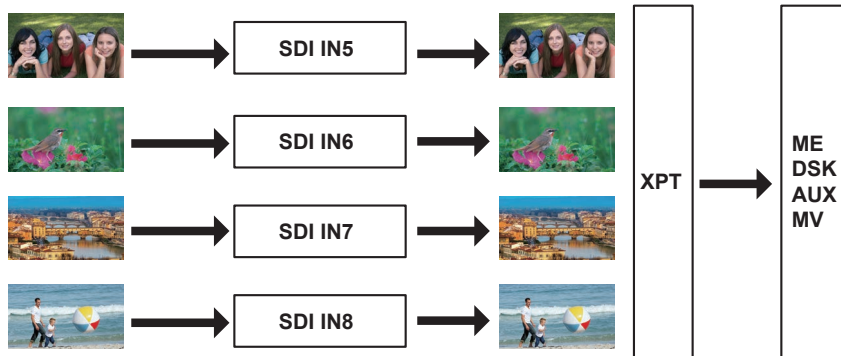 SDI IN5
SDI IN6
SDI IN7
SDI IN8
XPT
ME
DSK
AUX
MV